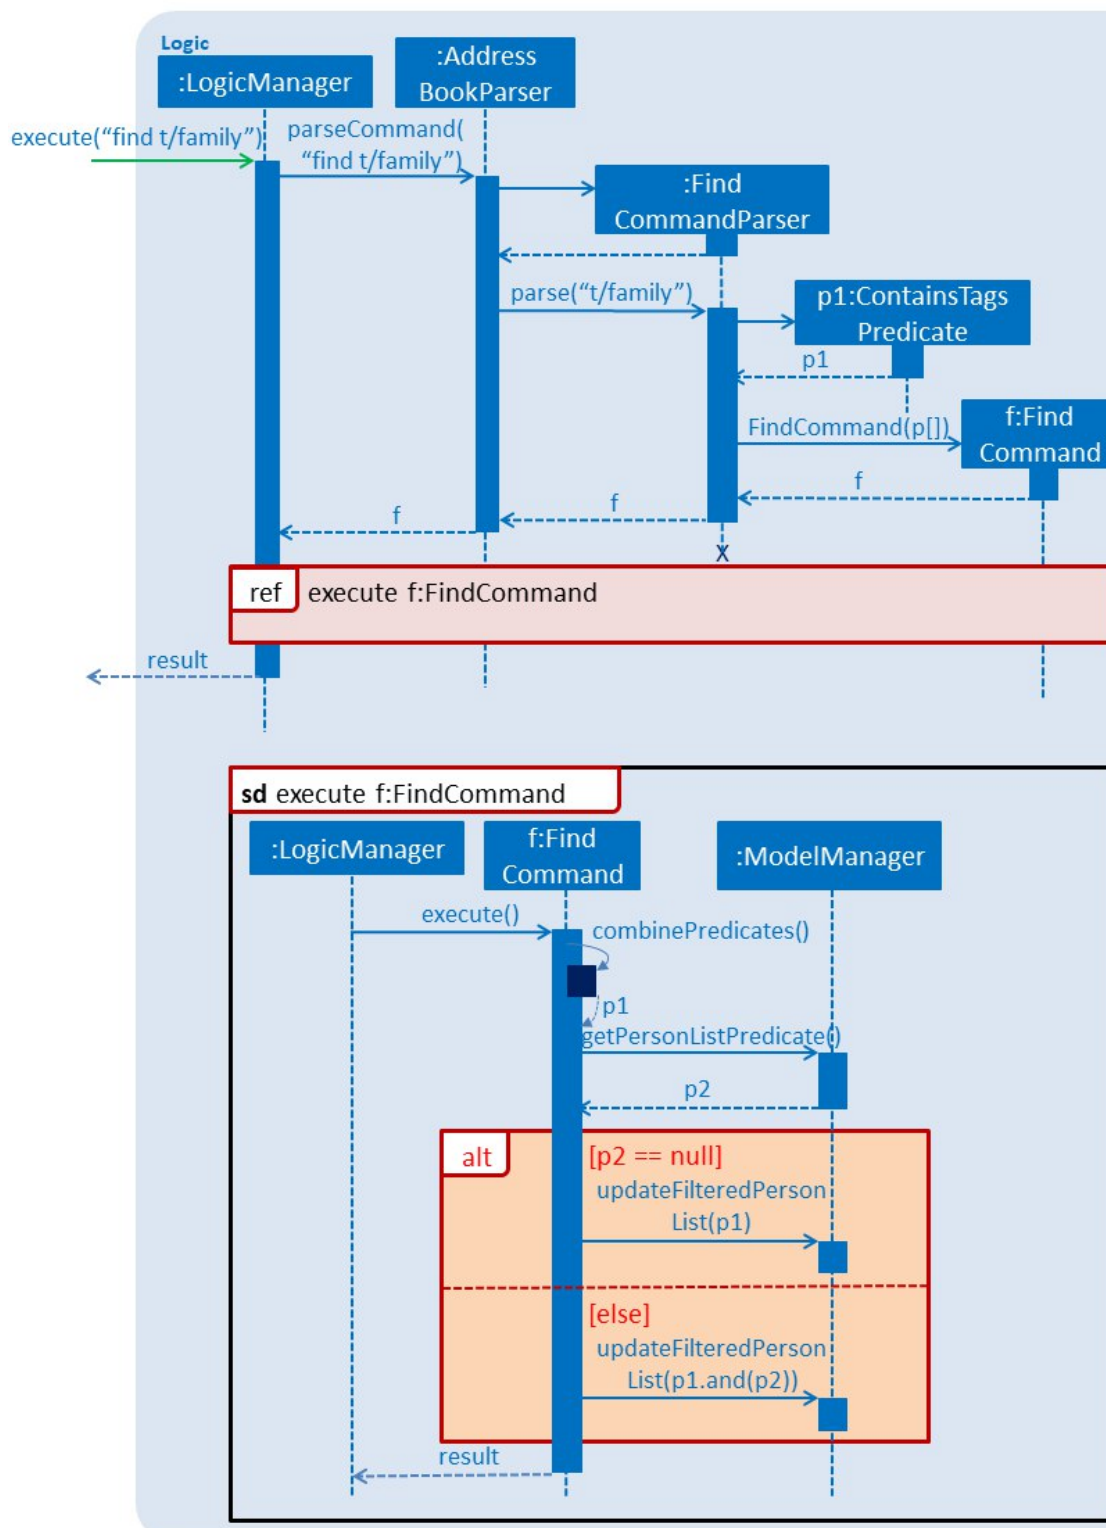 Logic
:LogicManager
:Address
BookParser
execute(“find t/family”)
parseCommand(
“find t/family”)
:Find
CommandParser
parse(“t/family”)
p1:ContainsTags
Predicate
p1
f:Find
Command
FindCommand(p[])
f
f
f
X
ref
execute f:FindCommand
result
sd execute f:FindCommand
:LogicManager
f:Find
Command
:ModelManager
execute()
combinePredicates()
p1
getPersonListPredicate()
p2
alt
[p2 == null]
updateFilteredPerson
List(p1)
[else]
updateFilteredPerson
List(p1.and(p2))
result